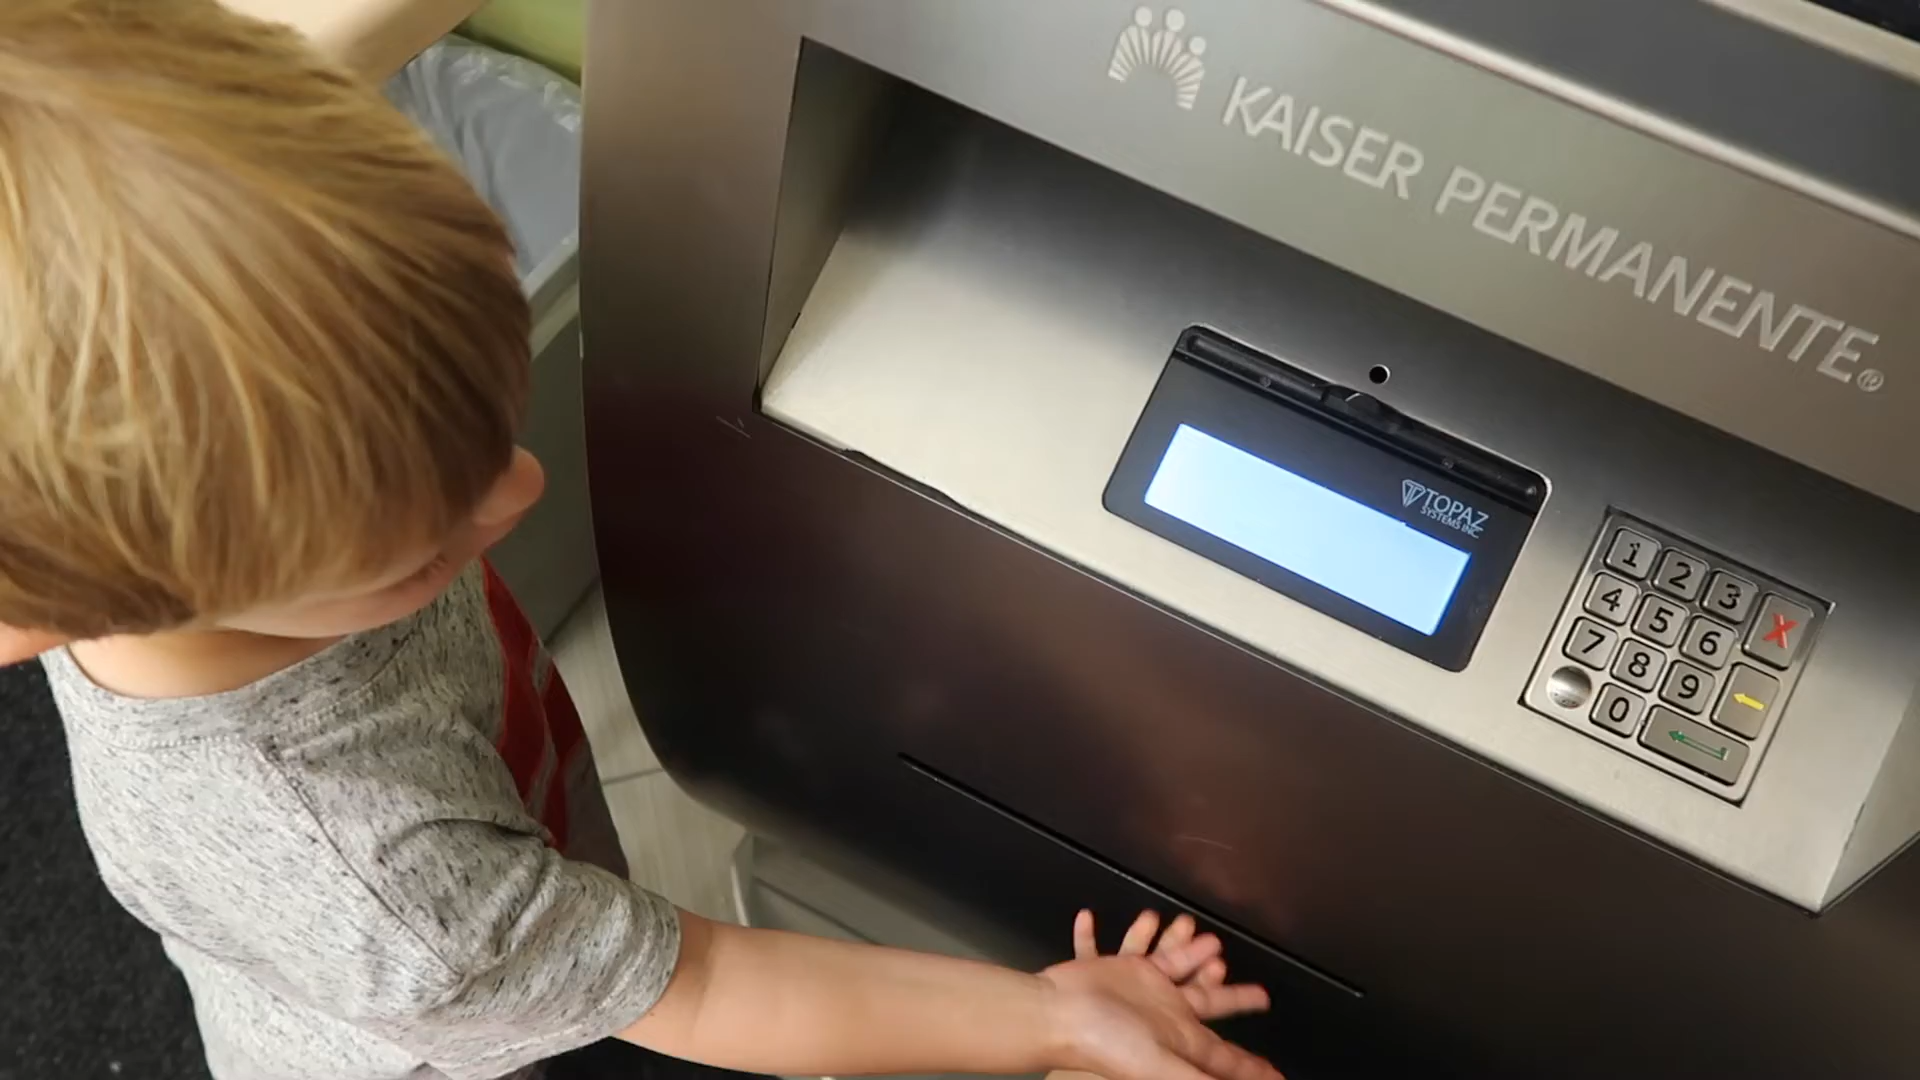 KAISER PERMANENTE®
TOPAZ
SYSTEMS INC.
1 2 3 X
4 5 6
7 8 9
0